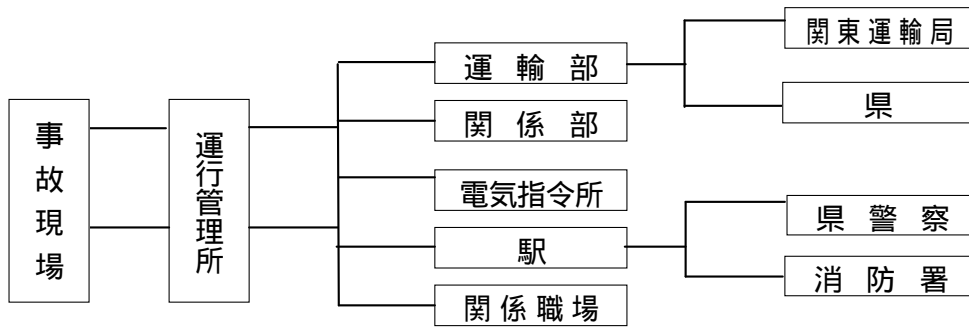 事故現場
運行管理所
運輸部
関係部
電気指令所
駅
関係職場
関東運輸局
県
県警察
消防署